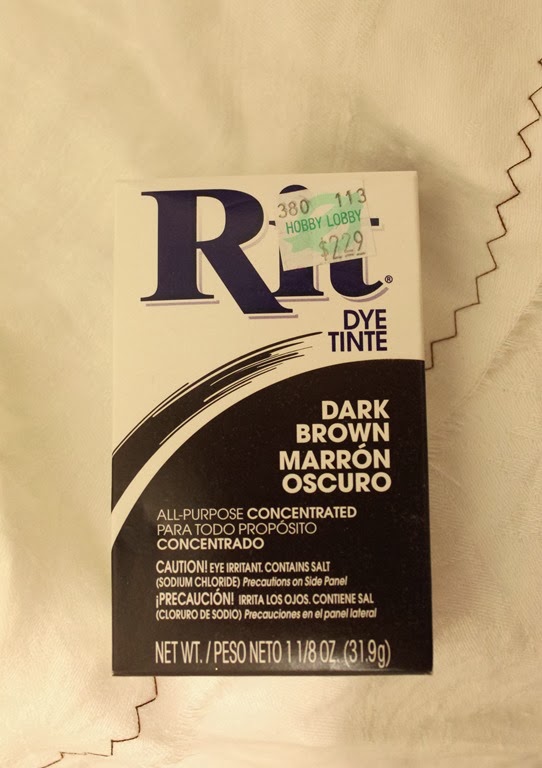 Rit®
380 113
HOBBY LOBBY
$2.29
DYE
TINTE
DARK
BROWN
MARRÓN
OSCURO
ALL-PURPOSE CONCENTRATED
PARA TODO PROPÓSITO
CONCENTRADO
CAUTION! EYE IRRITANT. CONTAINS SALT
(SODIUM CHLORIDE) Precautions on Side Panel
¡PRECAUCIÓN! IRRITA LOS OJOS. CONTIENE SAL
(CLORURO DE SODIO) Precauciones en el panel lateral
NET WT. / PESO NETO 1 1/8 OZ. (31.9g)